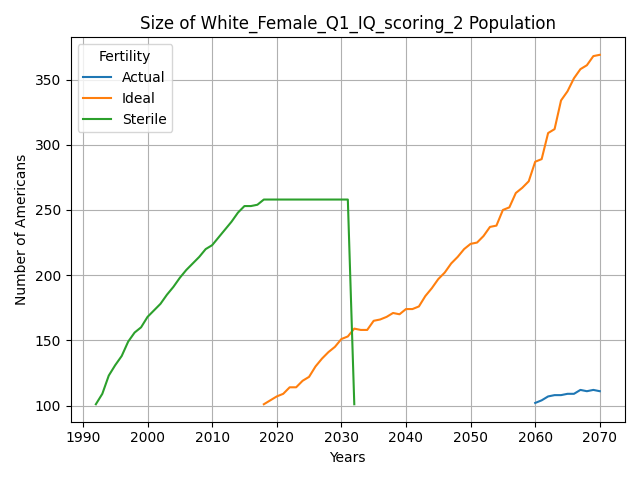 Size of White_Female_Q1_IQ_scoring_2 Population
Fertility
Actual
Ideal
Sterile
Number of Americans
350
300
250
200
150
100
1990 2000 2010 2020 2030 2040 2050 2060 2070
Years